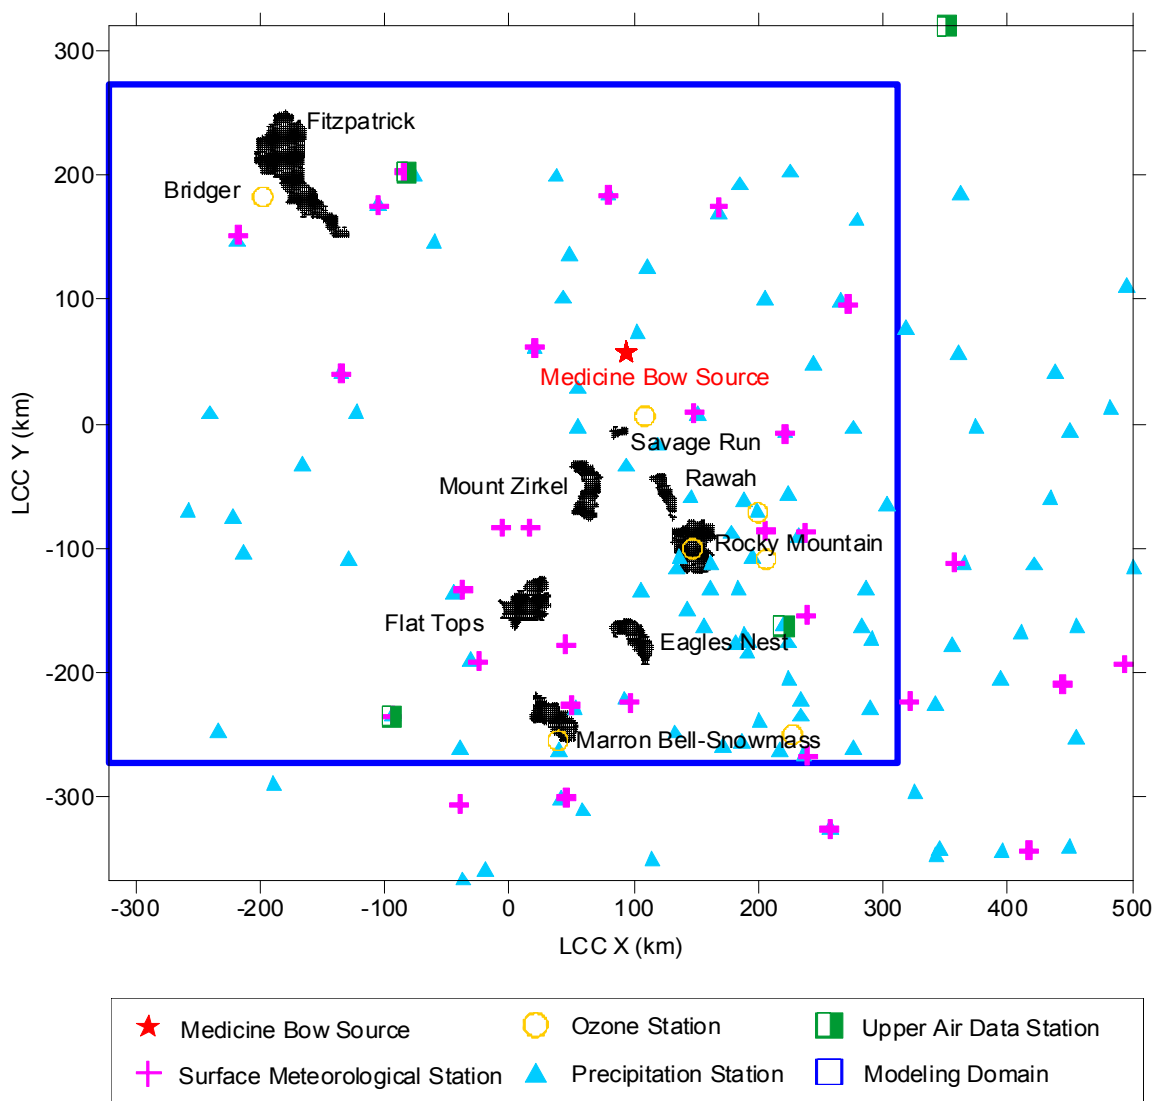 300
Fitzpatrick
200
Bridger
100
Medicine Bow Source
0
Savage Run
Mount Zirkel
Rawah
-100
Rocky Mountain
Flat Tops
Eagles Nest
-200
Marron Bell-Snowmass
-300
LCC Y (km)
-300 -200 -100 0 100 200 300 400 500
LCC X (km)
Medicine Bow Source Ozone Station Upper Air Data Station
Surface Meteorological Station Precipitation Station Modeling Domain